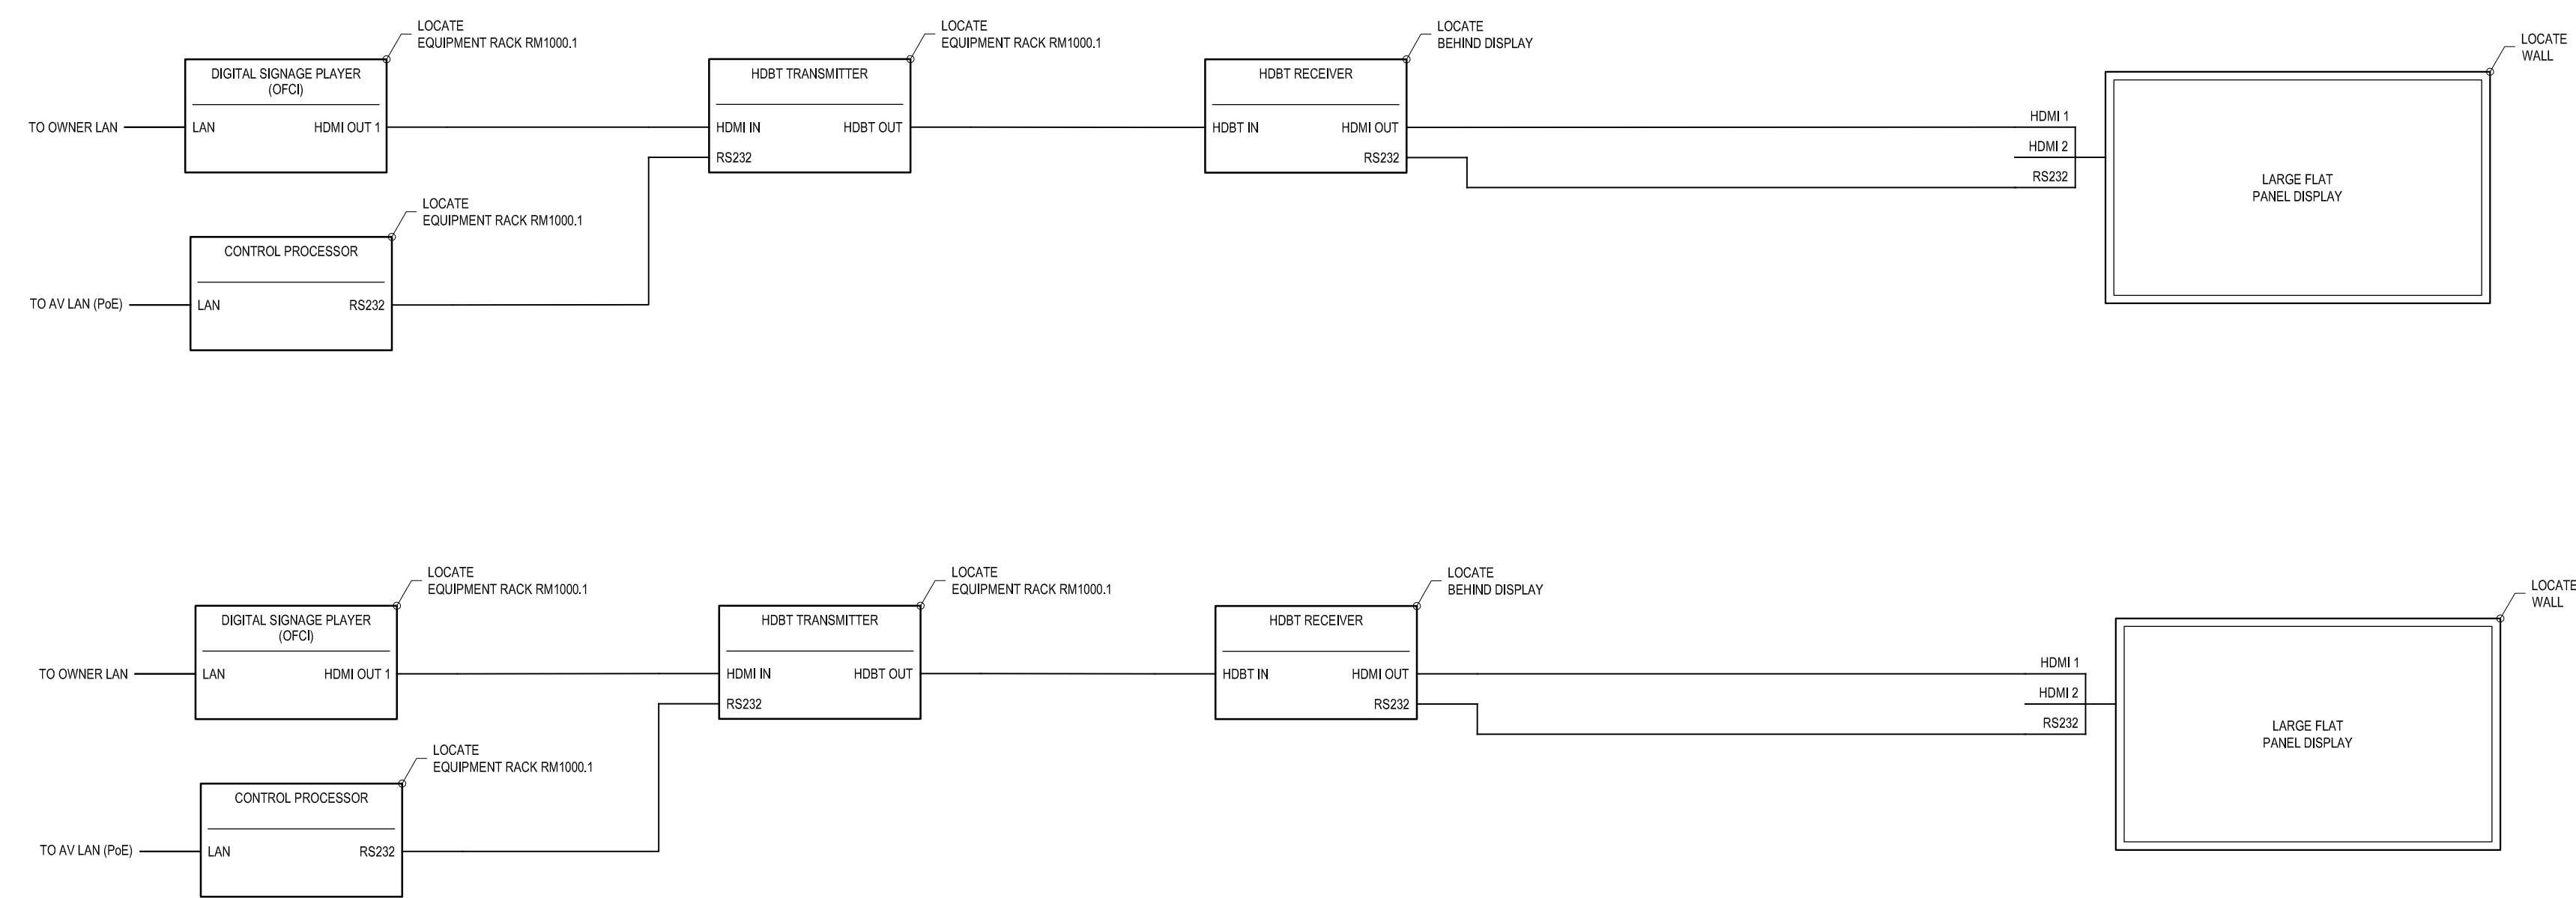 LOCATE
EQUIPMENT RACK RM1000.1
LOCATE
EQUIPMENT RACK RM1000.1
LOCATE
BEHIND DISPLAY
LOCATE
WALL
DIGITAL SIGNAGE PLAYER
(OFCI)
HDBT TRANSMITTER
HDBT RECEIVER
TO OWNER LAN
LAN
HDMI OUT 1
HDMI IN
HDBT OUT
RS232
HDBT IN
HDMI OUT
RS232
HDMI 1
HDMI 2
RS232
LARGE FLAT
PANEL DISPLAY
LOCATE
EQUIPMENT RACK RM1000.1
CONTROL PROCESSOR
TO AV LAN (PoE)
LAN
RS232
LOCATE
EQUIPMENT RACK RM1000.1
LOCATE
EQUIPMENT RACK RM1000.1
LOCATE
BEHIND DISPLAY
LOCATE
WALL
DIGITAL SIGNAGE PLAYER
(OFCI)
HDBT TRANSMITTER
HDBT RECEIVER
TO OWNER LAN
LAN
HDMI OUT 1
HDMI IN
HDBT OUT
RS232
HDBT IN
HDMI OUT
RS232
HDMI 1
HDMI 2
RS232
LARGE FLAT
PANEL DISPLAY
LOCATE
EQUIPMENT RACK RM1000.1
CONTROL PROCESSOR
TO AV LAN (PoE)
LAN
RS232